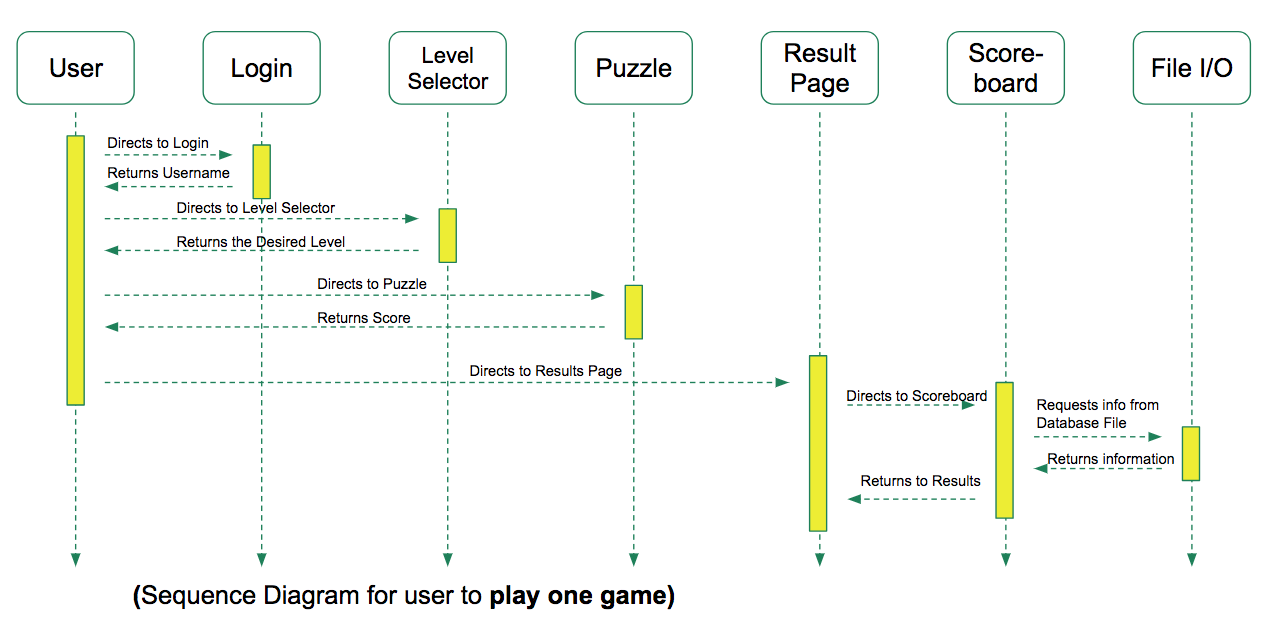 User
Login
Level
Selector
Puzzle
Result
Page
Score-
board
File I/O
Directs to Login
Returns Username
Directs to Level Selector
Returns the Desired Level
Directs to Puzzle
Returns Score
Directs to Results Page
Directs to Scoreboard
Requests info from
Database File
Returns information
Returns to Results
(Sequence Diagram for user to play one game)